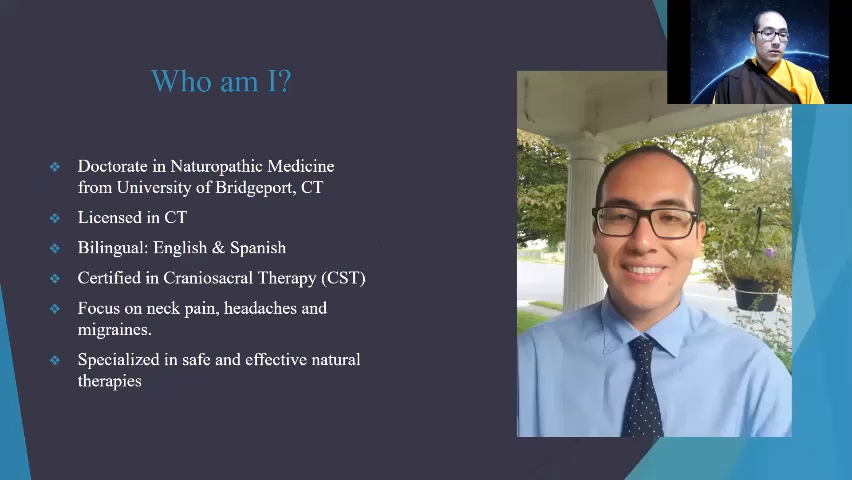 Who am I?
Doctorate in Naturopathic Medicine
from University of Bridgeport, CT
Licensed in CT
Bilingual: English & Spanish
Certified in Craniosacral Therapy (CST)
Focus on neck pain, headaches and
migraines.
Specialized in safe and effective natural
therapies